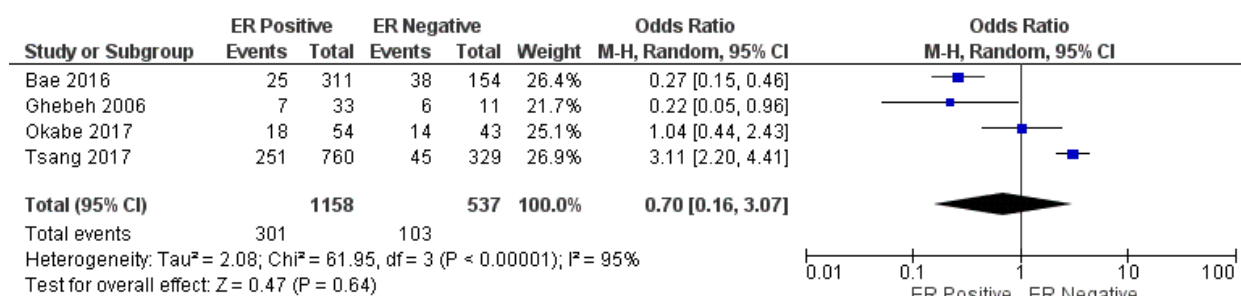 ER Positive ER Negative Odds Ratio Odds Ratio
Study or Subgroup Events Total Events Total Weight M-H, Random, 95% CI M-H, Random, 95% CI
Bae 2016 25 311 38 154 26.4% 0.27 [0.15, 0.46]
Ghebeh 2006 7 33 6 11 21.7% 0.22 [0.05, 0.96]
Okabe 2017 18 54 14 43 25.1% 1.04 [0.44, 2.43]
Tsang 2017 251 760 45 329 26.9% 3.11 [2.20, 4.41]
Total (95% CI) 1158 537 100.0% 0.70 [0.16, 3.07]
Total events 301 103
Heterogeneity: Tau² = 2.08; Chi² = 61.95, df = 3 (P < 0.00001); I² = 95%
Test for overall effect: Z = 0.47 (P = 0.64)
0.01 0.1 1 10 100
ER Positive ER Negative